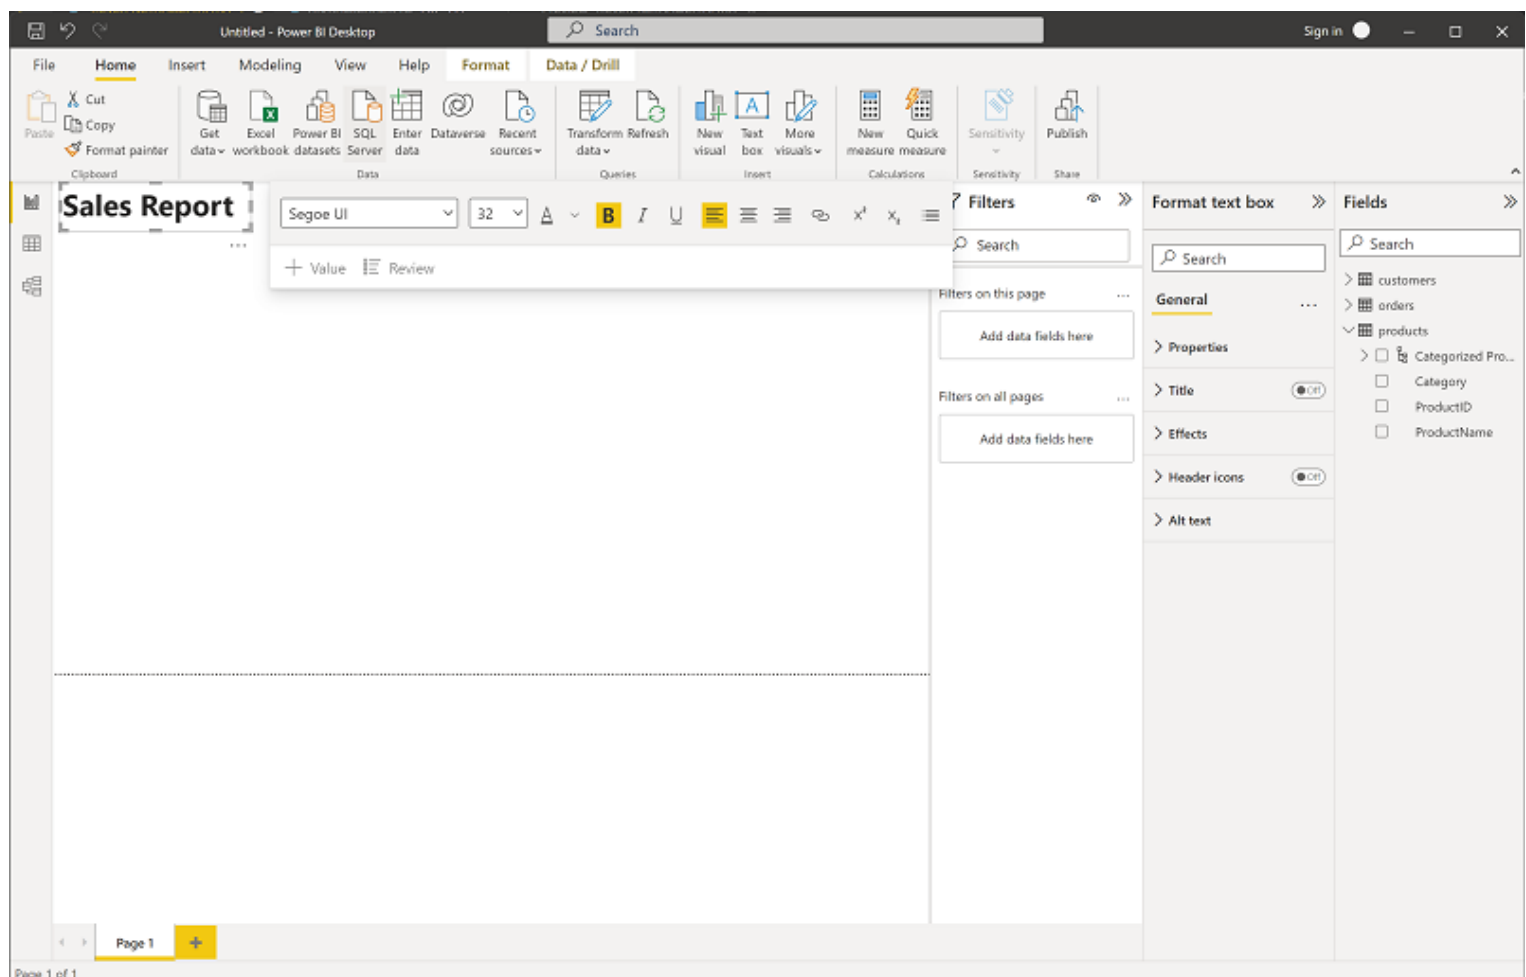 Untitled - Power BI Desktop
Search
Sign in
File Home Insert Modeling View Help Format Data / Drill
Paste
Cut
Copy
Format painter
Clipboard
Get data
Excel workbook
Power BI datasets
SQL Server
Enter data
Dataverse
Recent sources
Data
Transform data
Refresh
Queries
New visual
Text box
More visuals
Insert
New measure
Quick measure
Calculations
Sensitivity
Sensitivity
Publish
Share
Sales Report
Segoe UI
32
A
B
I
U
+ Value
Review
Filters
Search
Filters on this page
Add data fields here
Filters on all pages
Add data fields here
Format text box
Search
General
Properties
Title Off
Effects
Header icons Off
Alt text
Fields
Search
customers
orders
products
Categorized Pro...
Category
ProductID
ProductName
Page 1
+
Page 1 of 1